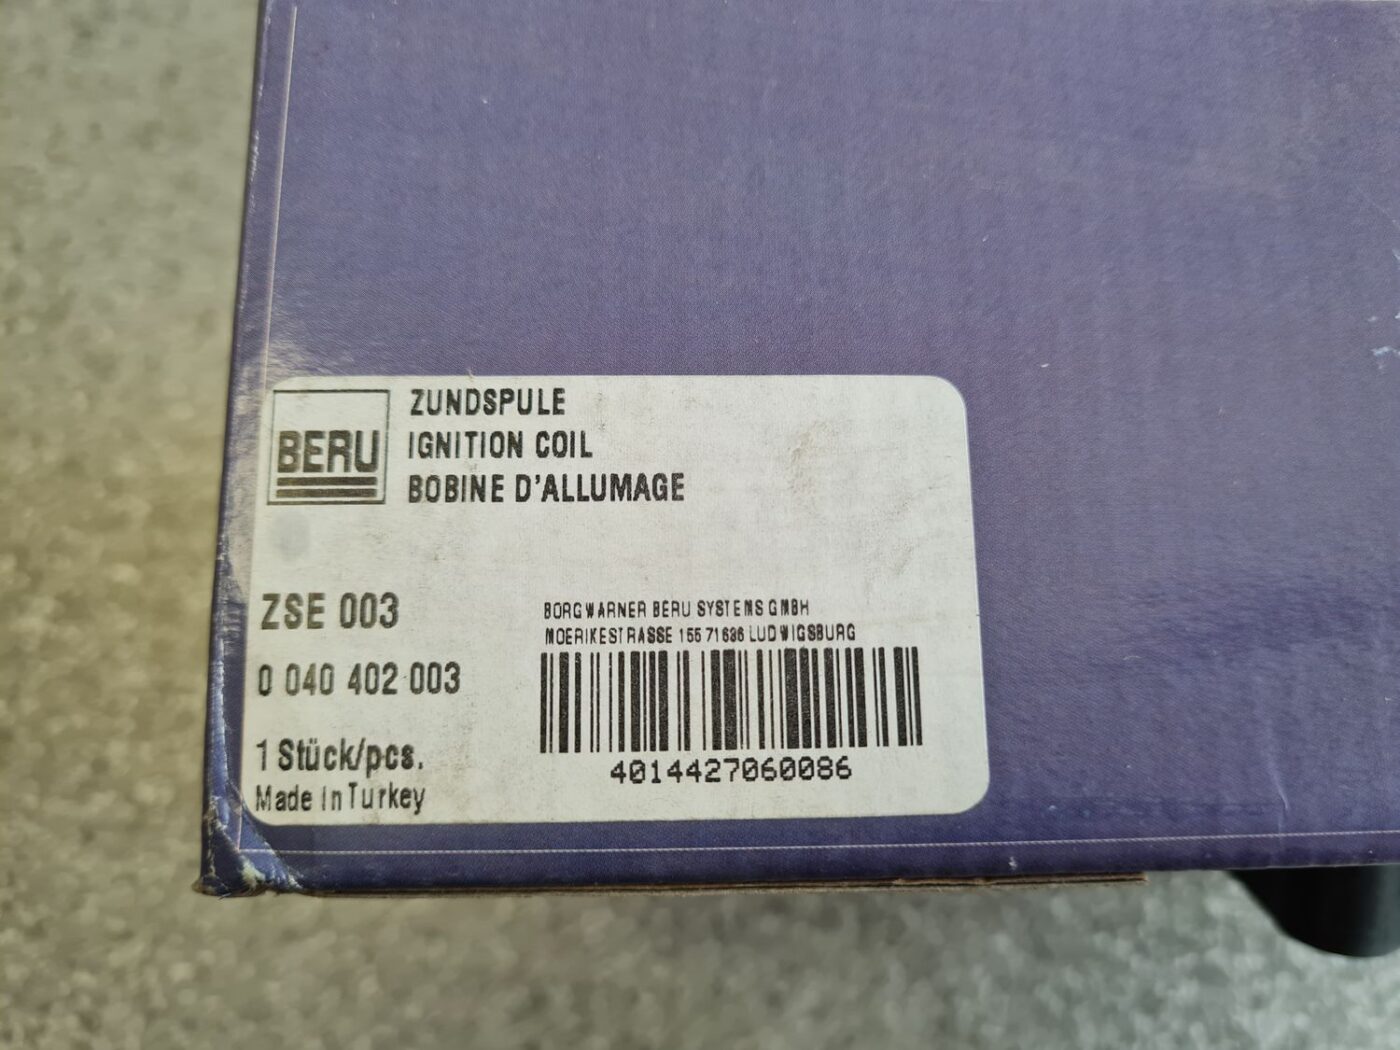 BERU
ZUNDSPULE
IGNITION COIL
BOBINE D'ALLUMAGE
ZSE 003
0 040 402 003
1 Stück/pcs.
Made In Turkey
BORGWARNER BERU SYSTEMS GMBH
MOERIKESTRASSE 155 71636 LUDWIGSBURG
4014427060086